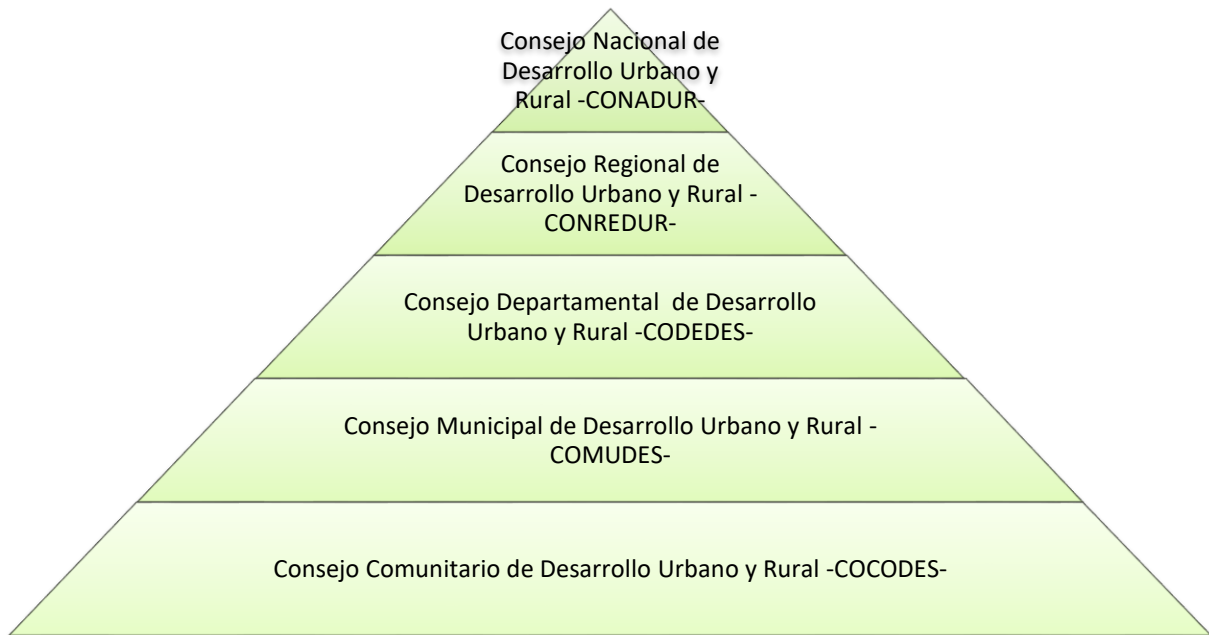 Consejo Nacional de
Desarrollo Urbano y
Rural -CONADUR-
Consejo Regional de
Desarrollo Urbano y Rural -
CONREDUR-
Consejo Departamental  de Desarrollo
Urbano y Rural -CODEDES-
Consejo Municipal de Desarrollo Urbano y Rural -
COMUDES-
Consejo Comunitario de Desarrollo Urbano y Rural -COCODES-